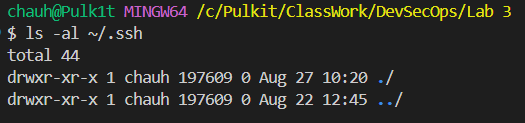 chauh@Pulk1t MINGW64 /c/Pulkit/ClassWork/DevSecOps/Lab 3
$ ls -al ~/.ssh
total 44
drwxr-xr-x 1 chauh 197609 0 Aug 27 10:20 ./
drwxr-xr-x 1 chauh 197609 0 Aug 22 12:45 ../